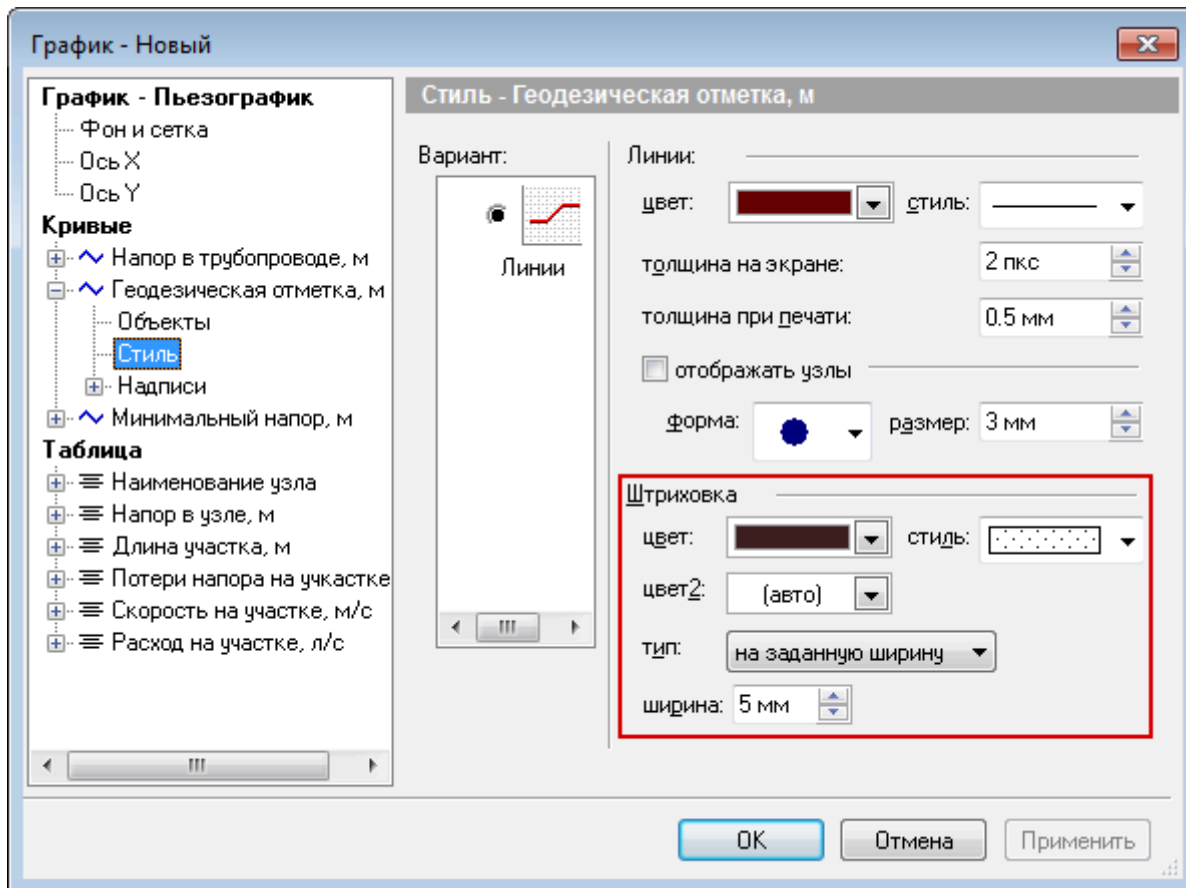 График - Новый
График - Пьезографик
Фон и сетка
Ось X
Ось Y
Кривые
Напор в трубопроводе, м
Геодезическая отметка, м
Объекты
Стиль
Надписи
Минимальный напор, м
Таблица
Наименование узла
Напор в узле, м
Длина участка, м
Потери напора на учкастке
Скорость на участке, м/с
Расход на участке, л/с
Стиль - Геодезическая отметка, м
Вариант:
Линии
Линии:
цвет: стиль:
толщина на экране: 2 пкс
толщина при печати: 0.5 мм
отображать узлы
форма: размер: 3 мм
Штриховка
цвет: стиль:
цвет2: (авто)
тип: на заданную ширину
ширина: 5 мм
OK Отмена Применить